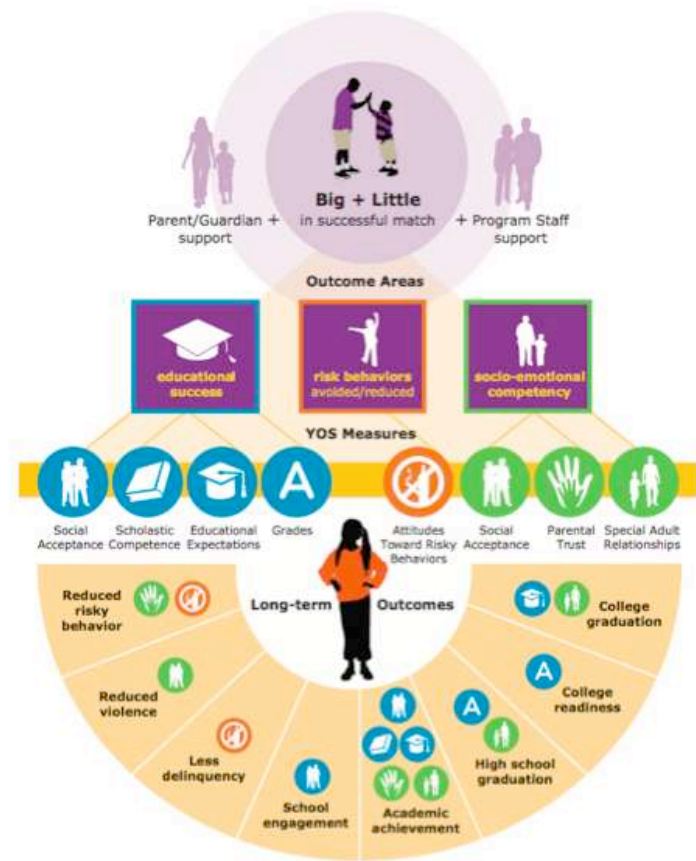 Big + Little
Parent/Guardian + in successful match + Program Staff
support support
Outcome Areas
educational
success
risk behaviors
avoided/reduced
socio-emotional
competency
YOS Measures
A
Social
Acceptance
Scholastic
Competence
Educational
Expectations
Grades
Attitudes
Toward Risky
Behaviors
Social
Acceptance
Parental
Trust
Special Adult
Relationships
Long-term Outcomes
Reduced
risky
behavior
Reduced
violence
Less
delinquency
School
engagement
Academic
achievement
A
High school
graduation
A
College
readiness
College
graduation